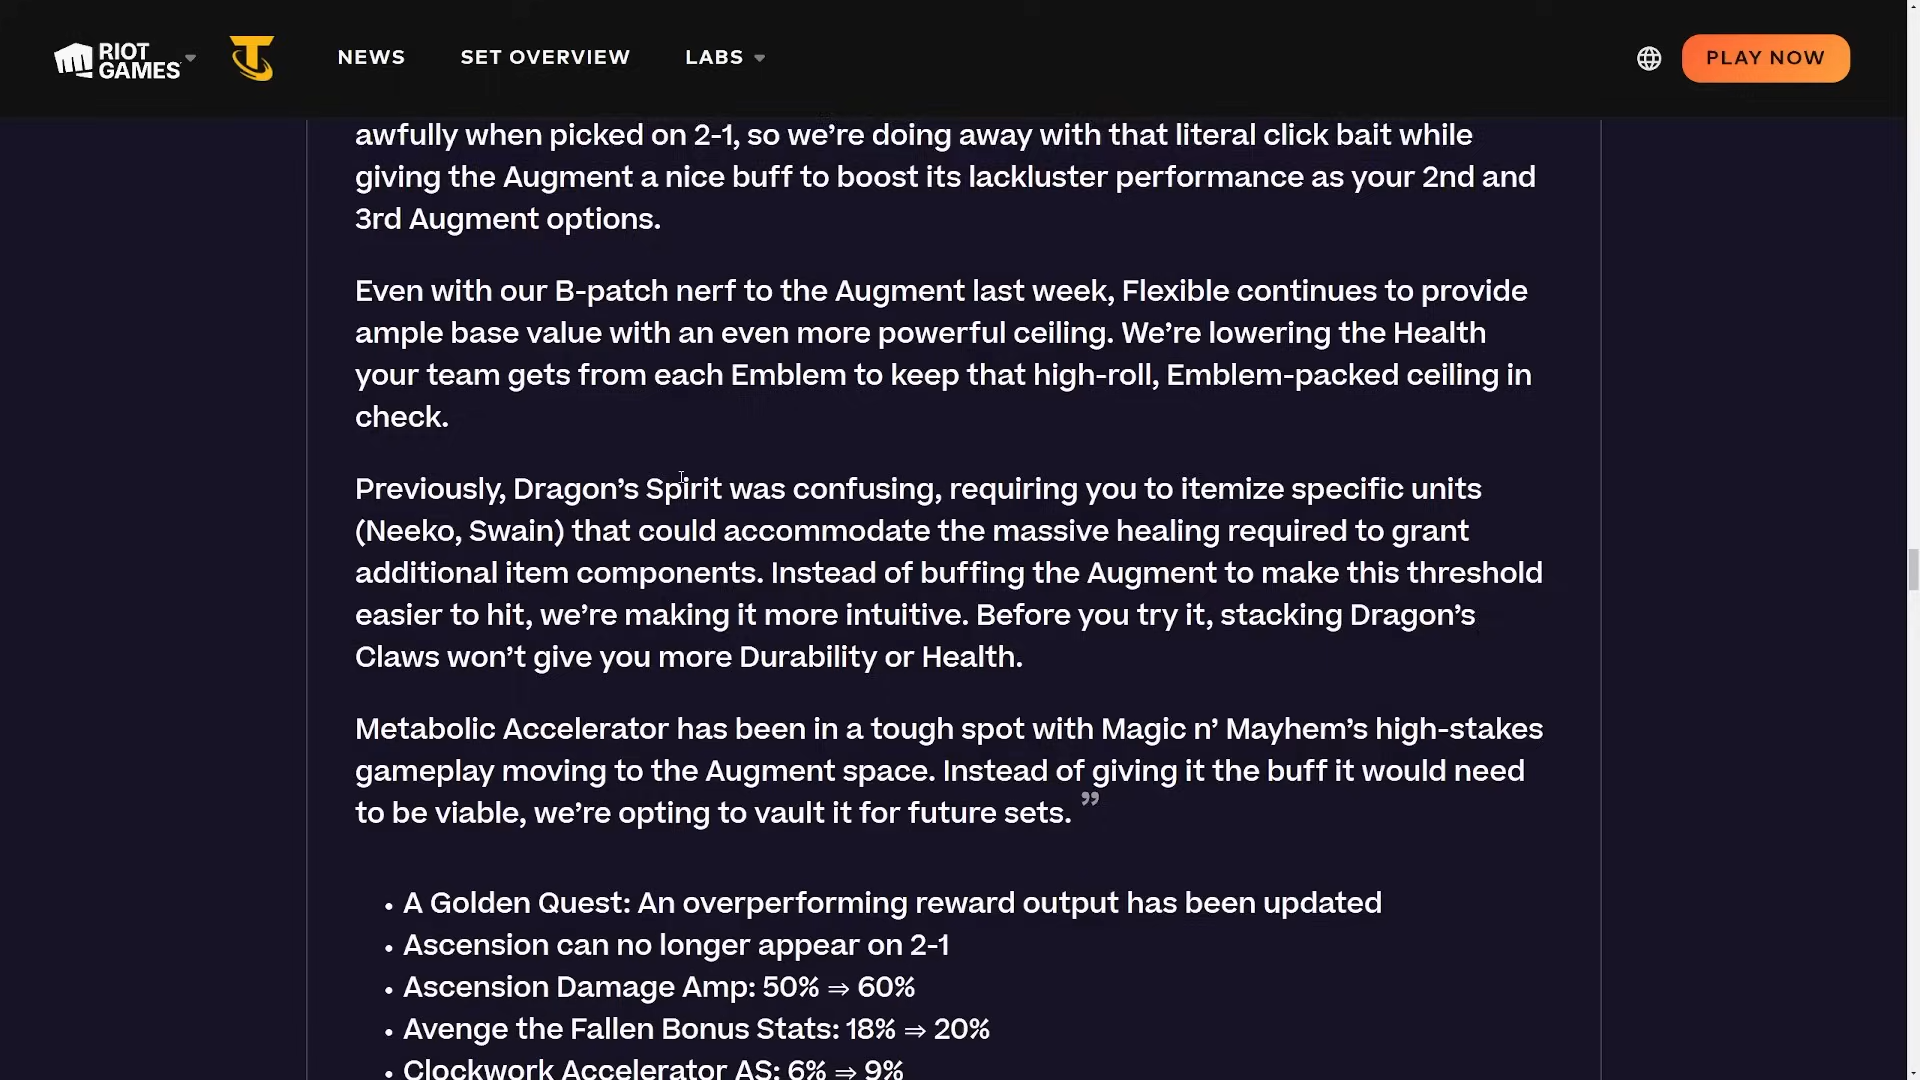 RIOT GAMES
NEWS
SET OVERVIEW
LABS
PLAY NOW
awfully when picked on 2-1, so we’re doing away with that literal click bait while
giving the Augment a nice buff to boost its lackluster performance as your 2nd and
3rd Augment options.
Even with our B-patch nerf to the Augment last week, Flexible continues to provide
ample base value with an even more powerful ceiling. We’re lowering the Health
your team gets from each Emblem to keep that high-roll, Emblem-packed ceiling in
check.
Previously, Dragon’s Spirit was confusing, requiring you to itemize specific units
(Neeko, Swain) that could accommodate the massive healing required to grant
additional item components. Instead of buffing the Augment to make this threshold
easier to hit, we’re making it more intuitive. Before you try it, stacking Dragon’s
Claws won’t give you more Durability or Health.
Metabolic Accelerator has been in a tough spot with Magic n’ Mayhem’s high-stakes
gameplay moving to the Augment space. Instead of giving it the buff it would need
to be viable, we’re opting to vault it for future sets. ”
• A Golden Quest: An overperforming reward output has been updated
• Ascension can no longer appear on 2-1
• Ascension Damage Amp: 50% ⇒ 60%
• Avenge the Fallen Bonus Stats: 18% ⇒ 20%
• Clockwork Accelerator AS: 6% ⇒ 9%